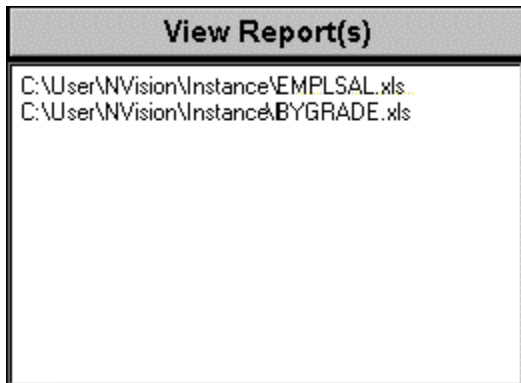 View Report(s)
C:\User\NVision\Instance\EMPLSAL.xls
C:\User\NVision\Instance\BYGRADE.xls